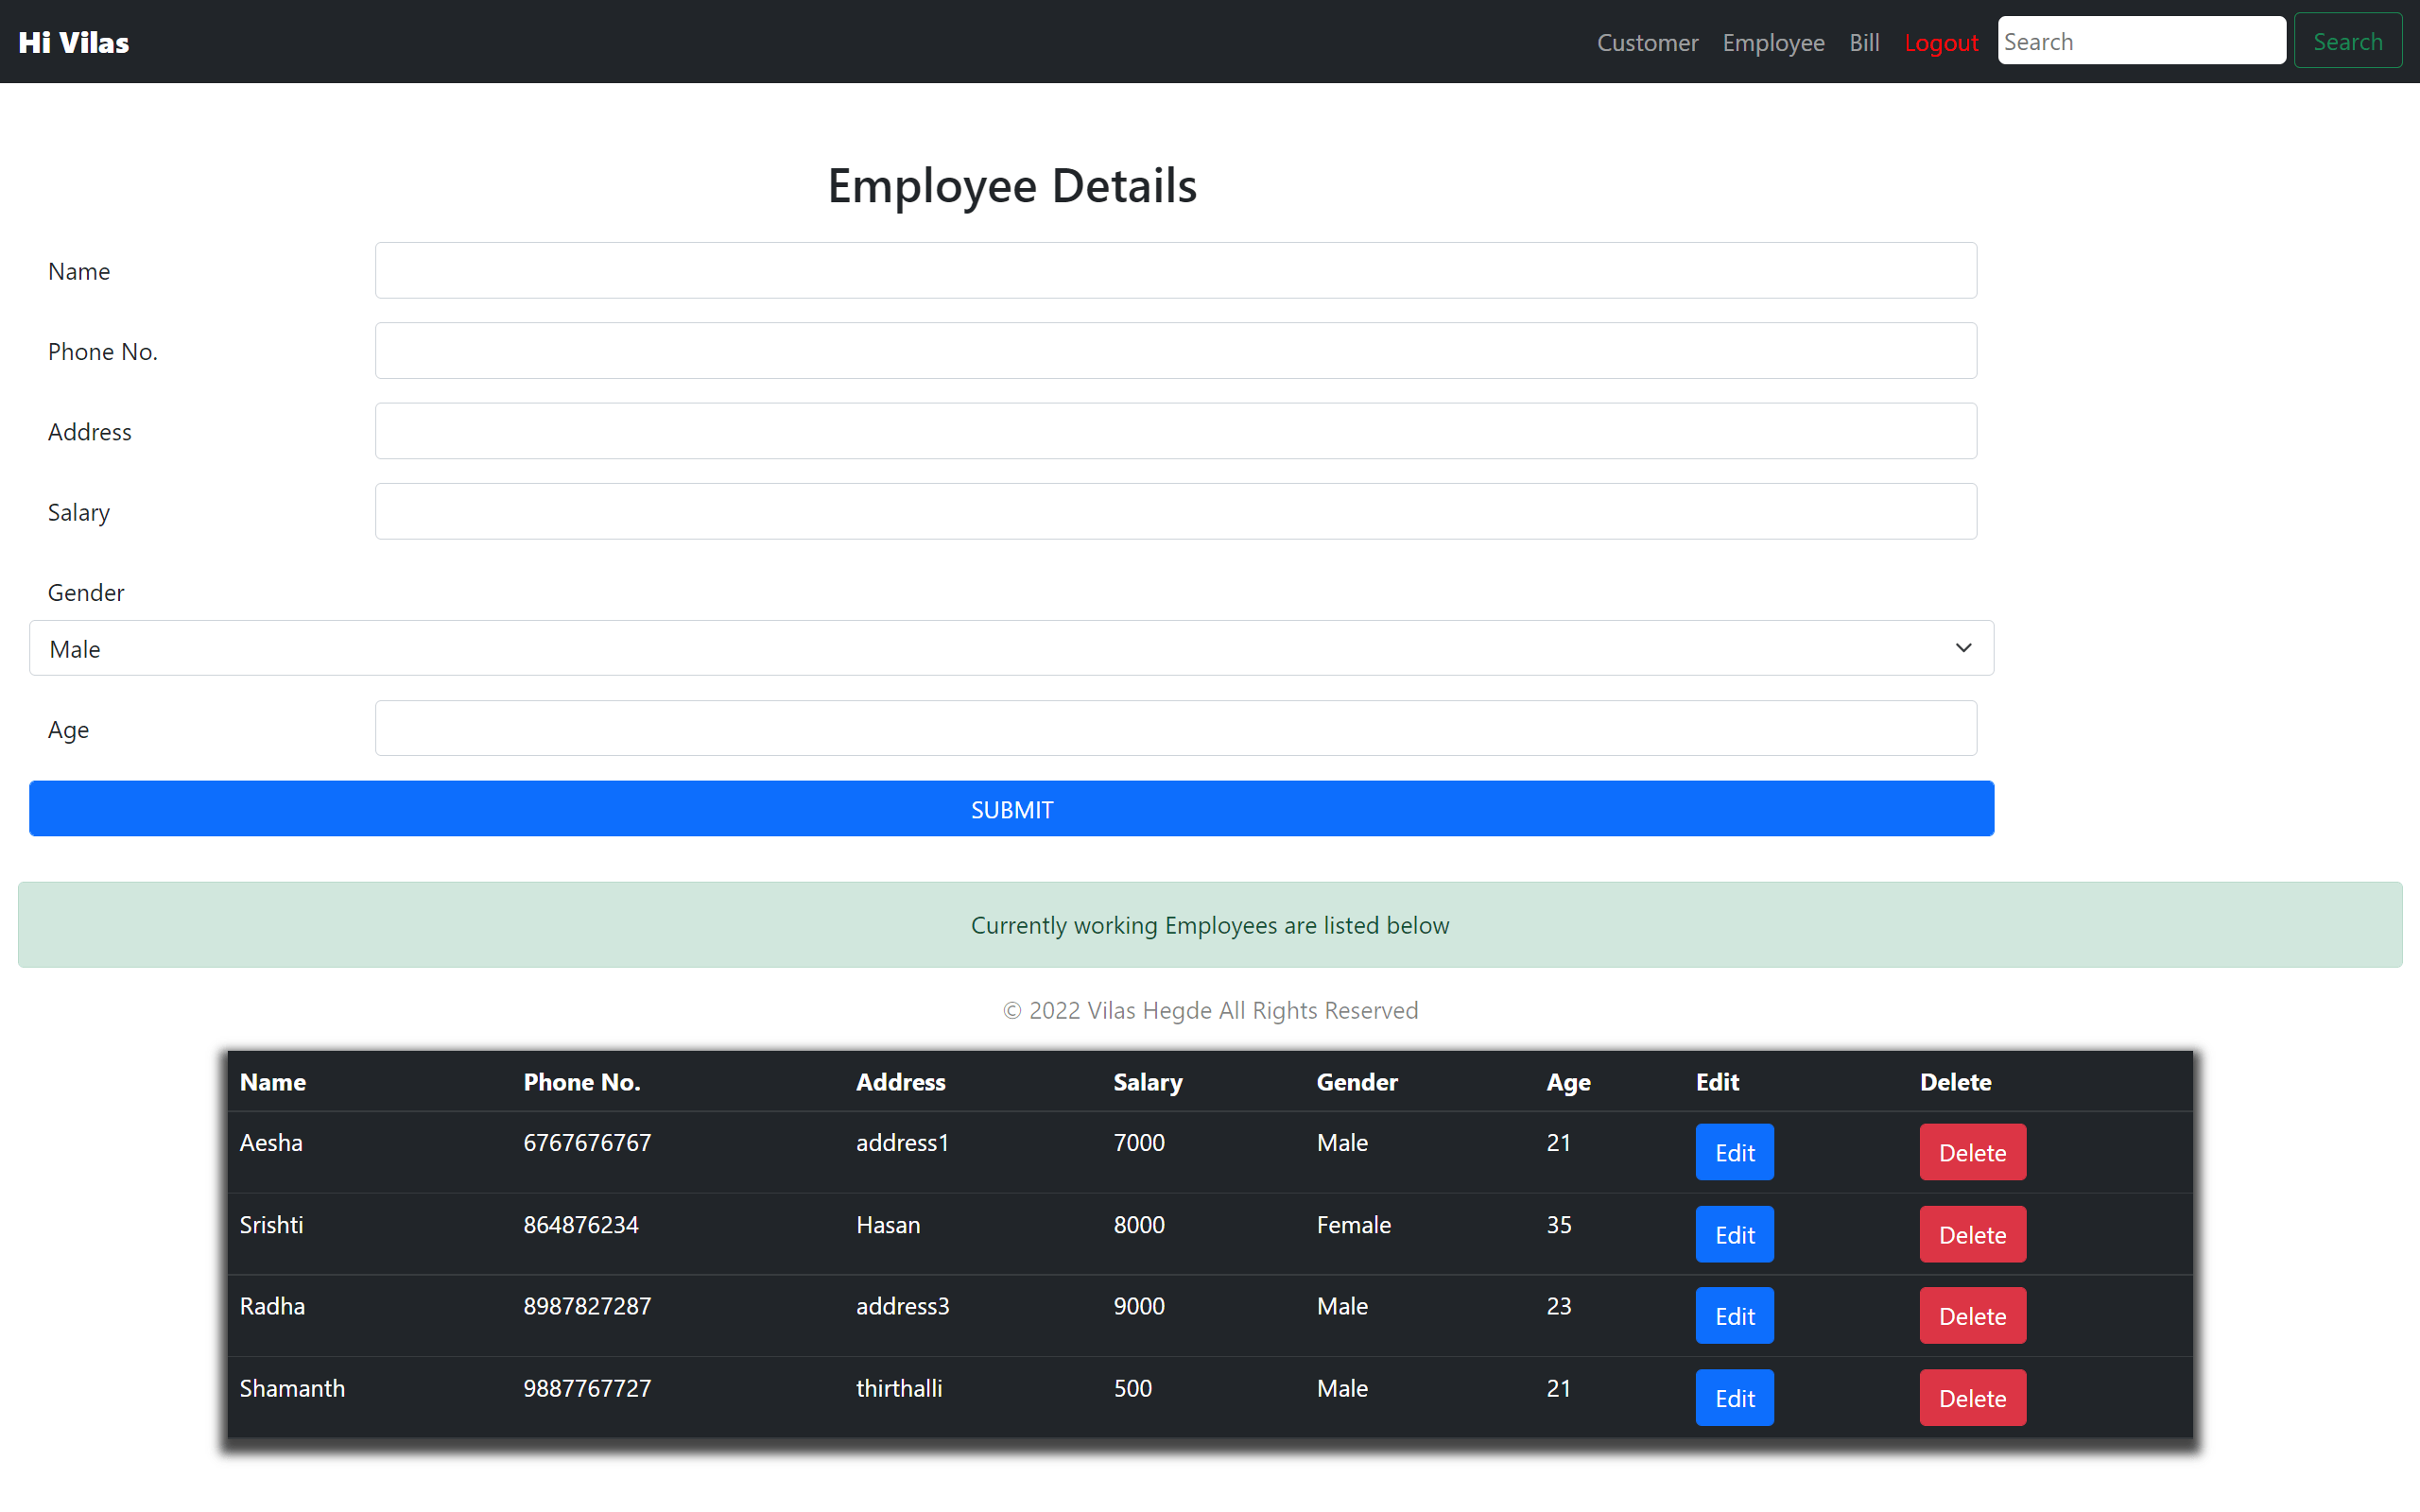 Hi Vilas Customer Employee Bill Logout Search Search
Employee Details
Name
Phone No.
Address
Salary
Gender
Male
Age
SUBMIT
Currently working Employees are listed below
© 2022 Vilas Hegde All Rights Reserved
Name Phone No. Address Salary Gender Age Edit Delete
Aesha 6767676767 address1 7000 Male 21 Edit Delete
Srishti 864876234 Hasan 8000 Female 35 Edit Delete
Radha 8987827287 address3 9000 Male 23 Edit Delete
Shamanth 9887767727 thirthalli 500 Male 21 Edit Delete